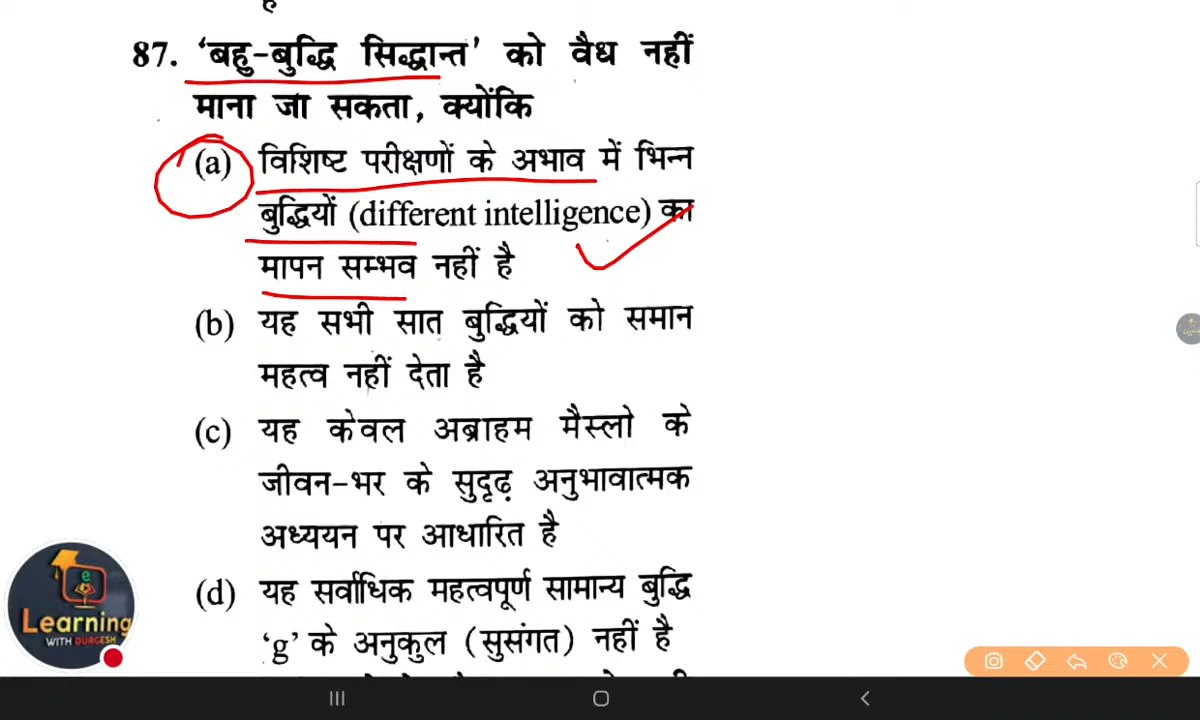 है
87. ‘बहु-बुद्धि सिद्धान्त’ को वैध नहीं
माना जा सकता, क्योंकि
(a) विशिष्ट परीक्षणों के अभाव में भिन्न
बुद्धियों (different intelligence) का
मापन सम्भव नहीं है
(b) यह सभी सात बुद्धियों को समान
महत्व नहीं देता है
(c) यह केवल अब्राहम मैस्लो के
जीवन-भर के सुदृढ़ अनुभावात्मक
अध्ययन पर आधारित है
(d) यह सर्वाधिक महत्वपूर्ण सामान्य बुद्धि
‘g’ के अनुकुल (सुसंगत) नहीं है
e
Learning
WITH DURGESH